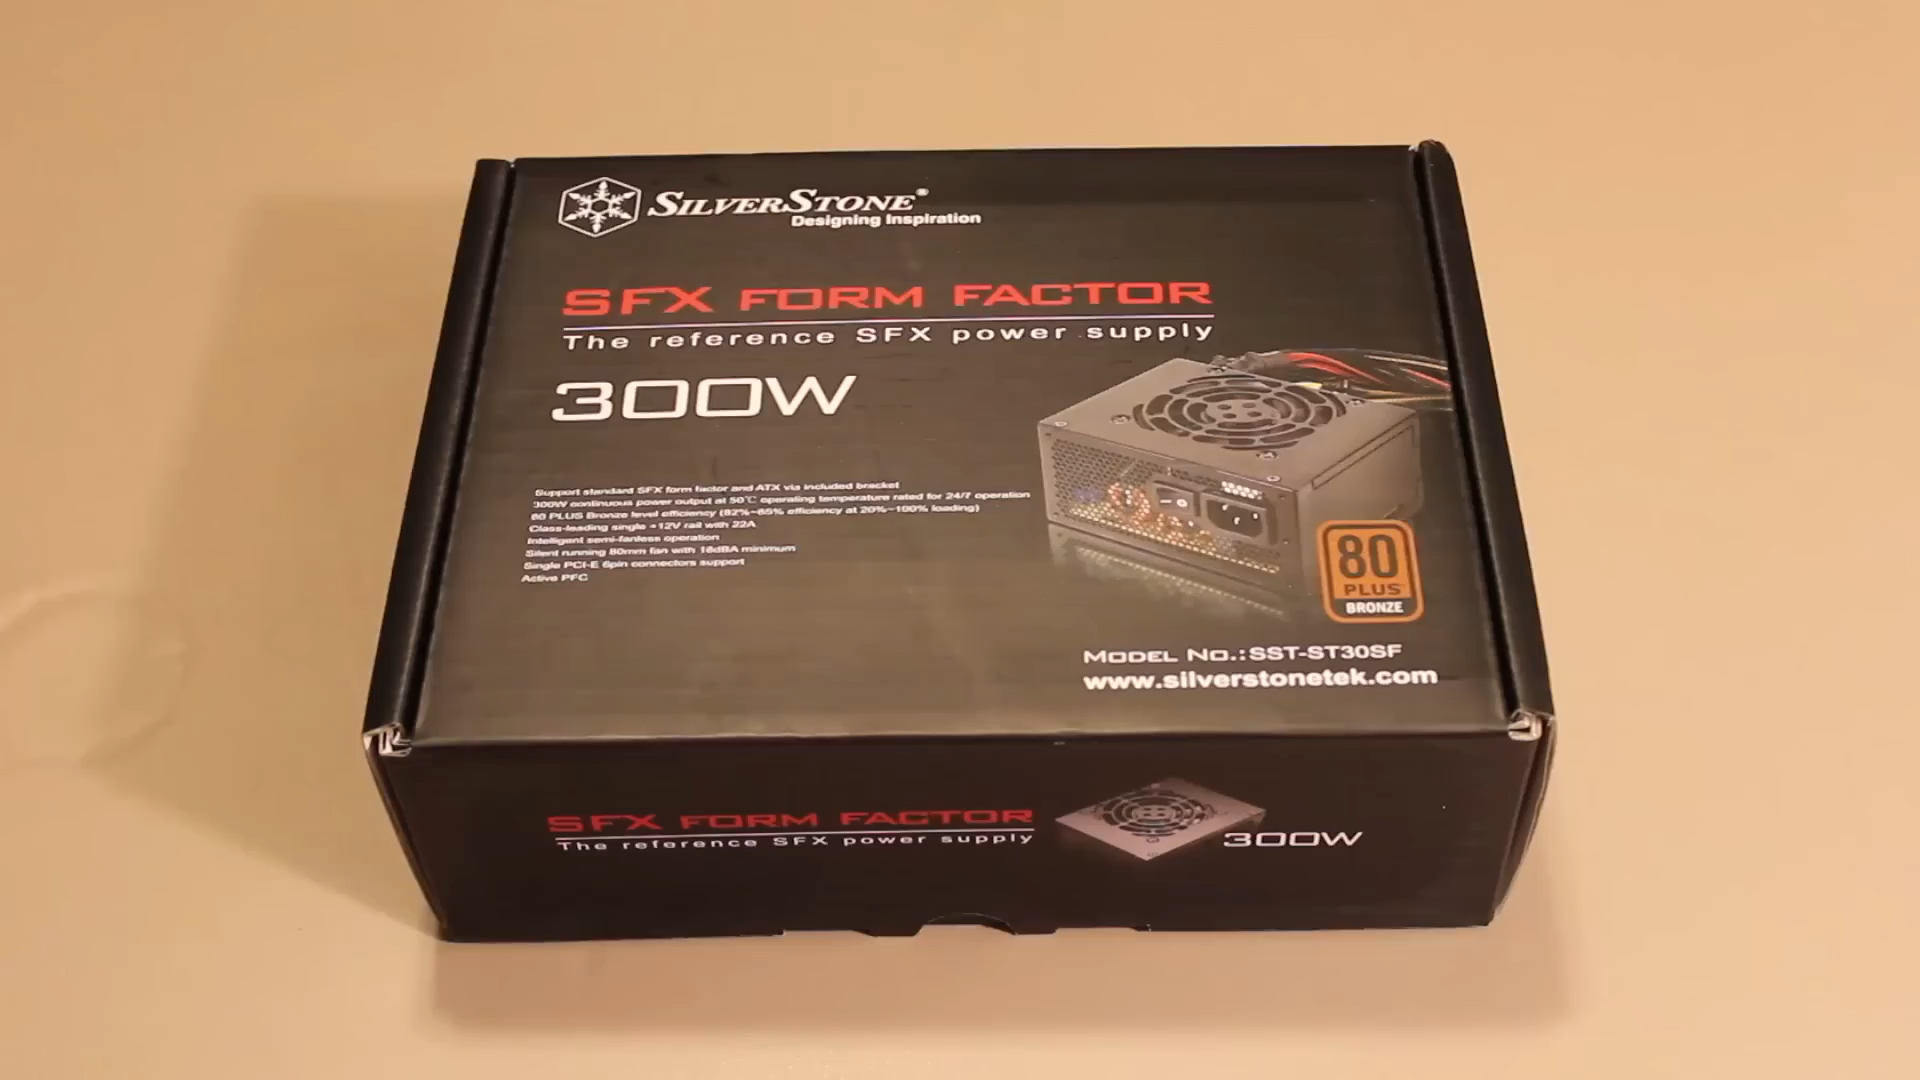 SILVERSTONE®
Designing Inspiration
SFX FORM FACTOR
The reference SFX power supply
300W
Support standard SFX form factor and ATX via included bracket
300W continuous power output at 50℃ operating temperature rated for 24/7 operation
80 PLUS Bronze level efficiency (82%~85% efficiency at 20%~100% loading)
Class-leading single +12V rail with 22A
Intelligent semi-fanless operation
Silent running 80mm fan with 18dBA minimum
Single PCI-E 6pin connectors support
Active PFC
80
PLUS
BRONZE
MODEL NO.:SST-ST30SF
www.silverstonetek.com
SFX FORM FACTOR
The reference SFX power supply
300W